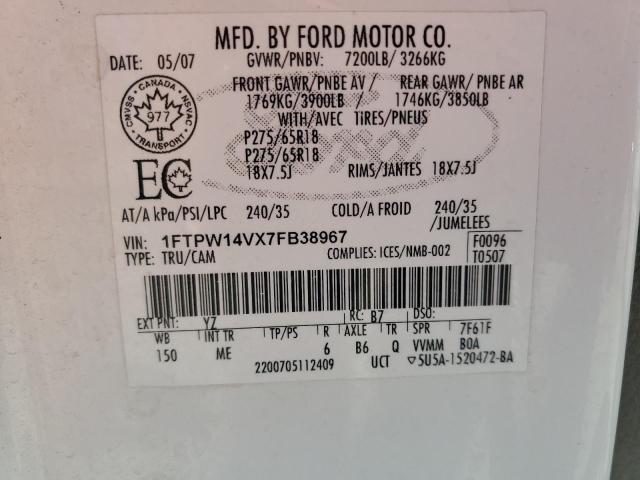 MFD. BY FORD MOTOR CO.
DATE: 05/07 GVWR/PNBV: 7200LB/ 3266KG
FRONT GAWR/PNBE AV / REAR GAWR/ PNBE AR
1769KG/3900LB 1746KG/3850LB
WITH/AVEC TIRES/PNEUS
P275/65R18
P275/65R18
18X7.5J RIMS/JANTES 18X7.5J
CMVSS CANADA NSVAC
977
TRANSPORT
EC
AT/A kPa/PSI/LPC 240/35 COLD/A FROID 240/35
/JUMELEES
VIN: 1FTPW14VX7FB38967 F0096
TYPE: TRU/CAM COMPLIES: ICES/NMB-002 T0507
EXT PNT: YZ RC: B7 DSO:
WB INT TR TP/PS R AXLE TR SPR 7F61F
150 ME 6 B6 Q VVMM BOA
2200705112409 UCT ▽5U5A-1520472-BA